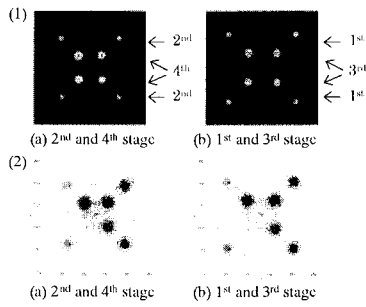 (1)
2nd
1st
4th
3rd
2nd
1st
(a) 2nd and 4th stage
(b) 1st and 3rd stage
(2)
(a) 2nd and 4th stage
(b) 1st and 3rd stage